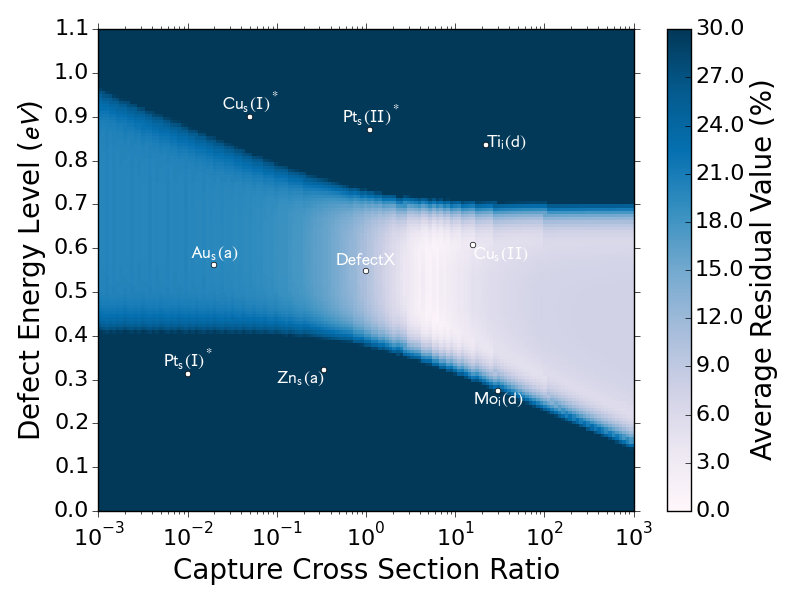 1.1
1.0
0.9
0.8
0.7
0.6
0.5
0.4
0.3
0.2
0.1
0.0
Defect Energy Level (eV)
Cuₛ(I)*
Ptₛ(II)*
Tiᵢ(d)
Auₛ(a)
DefectX
Cuₛ(II)
Ptₛ(I)*
Znₛ(a)
Moᵢ(d)
10⁻³ 10⁻² 10⁻¹ 10⁰ 10¹ 10² 10³
Capture Cross Section Ratio
30.0
27.0
24.0
21.0
18.0
15.0
12.0
9.0
6.0
3.0
0.0
Average Residual Value (%)